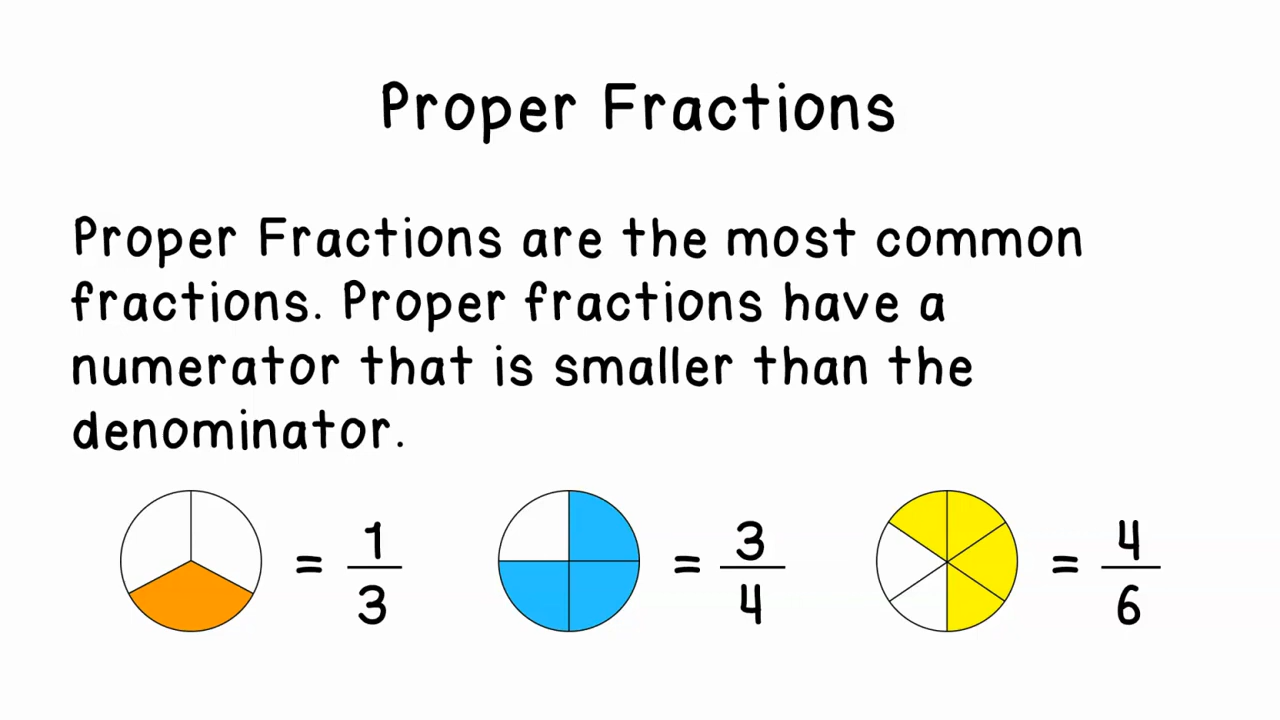 Proper Fractions
Proper Fractions are the most common
fractions. Proper fractions have a
numerator that is smaller than the
denominator.
= 1/3 = 3/4 = 4/6